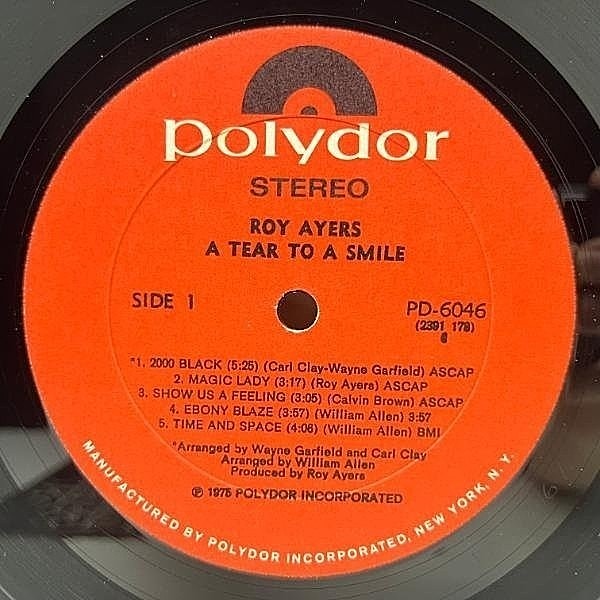 polydor
STEREO
ROY AYERS
A TEAR TO A SMILE
SIDE 1
PD-6046
(2391 178)
*1. 2000 BLACK (5:25) (Carl Clay-Wayne Garfield) ASCAP
2. MAGIC LADY (3:17) (Roy Ayers) ASCAP
3. SHOW US A FEELING (3:05) (Calvin Brown) ASCAP
4. EBONY BLAZE (3:57) (William Allen) 3:57
5. TIME AND SPACE (4:06) (William Allen) BMI
*Arranged by Wayne Garfield and Carl Clay
Arranged by William Allen
Produced by Roy Ayers
℗ 1975 POLYDOR INCORPORATED
MANUFACTURED BY POLYDOR INCORPORATED, NEW YORK, N.Y.